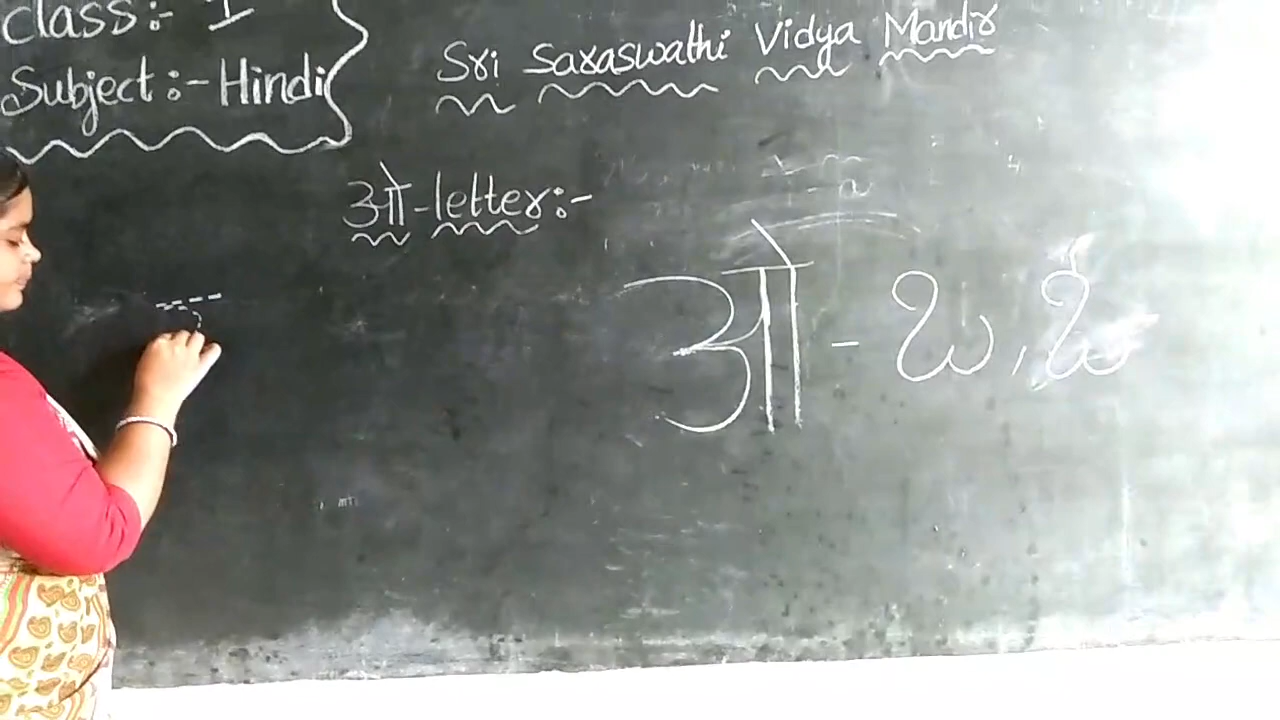 Class:- I
Subject:- Hindi
Sri Saraswathi Vidya Mandir
ओ-letter:-
ओ - ఒ, ఓ